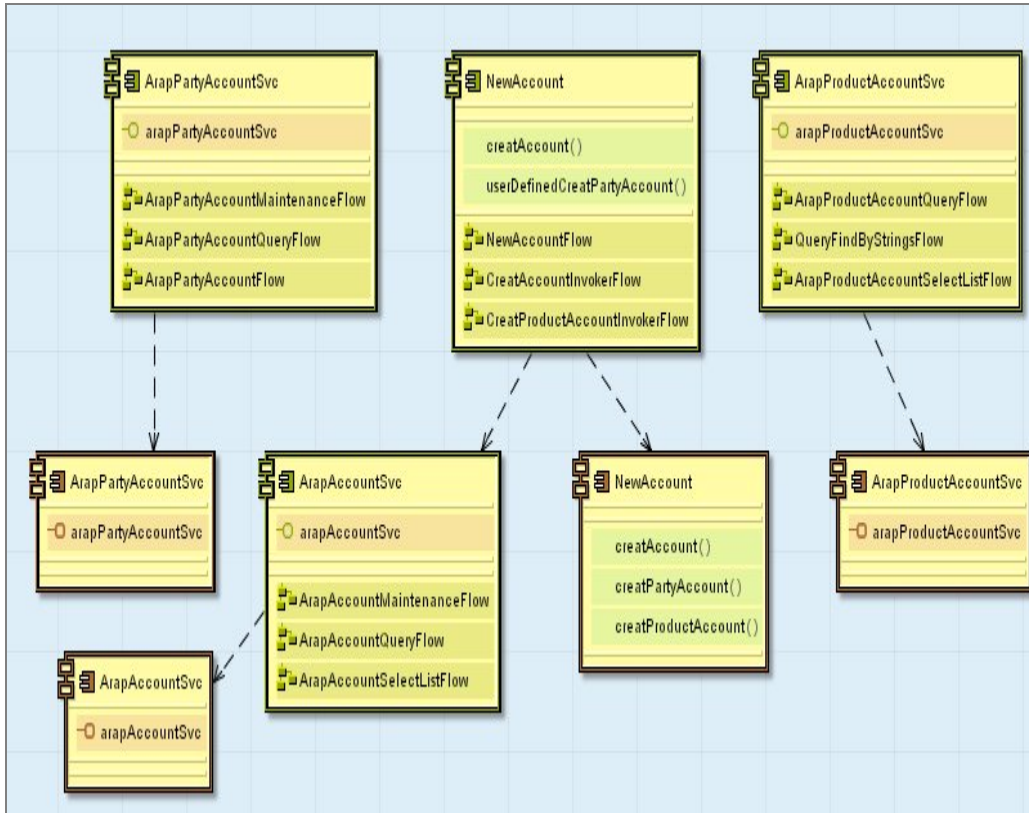 ArapPartyAccountSvc
arapPartyAccountSvc
ArapPartyAccountMaintenanceFlow
ArapPartyAccountQueryFlow
ArapPartyAccountFlow
NewAccount
creatAccount()
userDefinedCreatPartyAccount()
NewAccountFlow
CreatAccountInvokerFlow
CreatProductAccountInvokerFlow
ArapProductAccountSvc
arapProductAccountSvc
ArapProductAccountQueryFlow
QueryFindByStringsFlow
ArapProductAccountSelectListFlow
ArapPartyAccountSvc
arapPartyAccountSvc
ArapAccountSvc
arapAccountSvc
ArapAccountMaintenanceFlow
ArapAccountQueryFlow
ArapAccountSelectListFlow
NewAccount
creatAccount()
creatPartyAccount()
creatProductAccount()
ArapProductAccountSvc
arapProductAccountSvc
ArapAccountSvc
arapAccountSvc